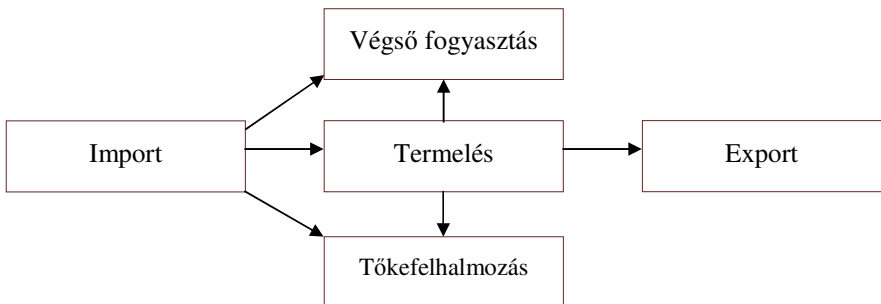 Végső fogyasztás
Import
Termelés
Export
Tőkefelhalmozás